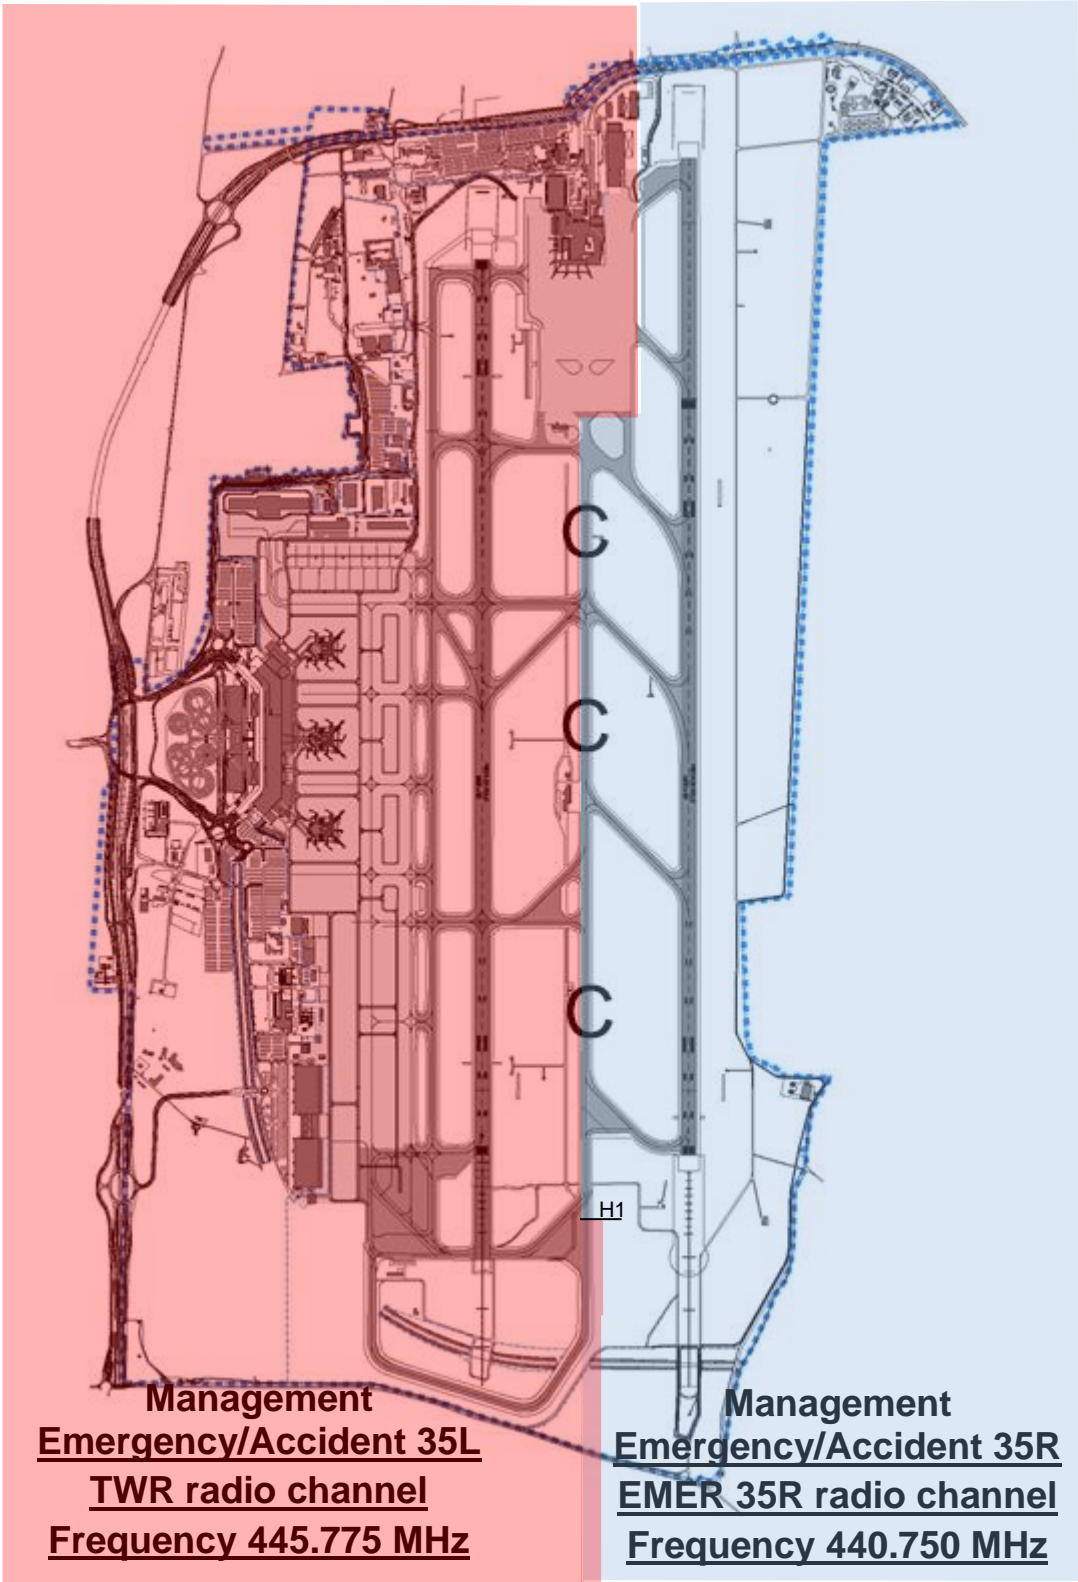 C
C
C
H1
Management
Emergency/Accident 35L
TWR radio channel
Frequency 445.775 MHz
Management
Emergency/Accident 35R
EMER 35R radio channel
Frequency 440.750 MHz